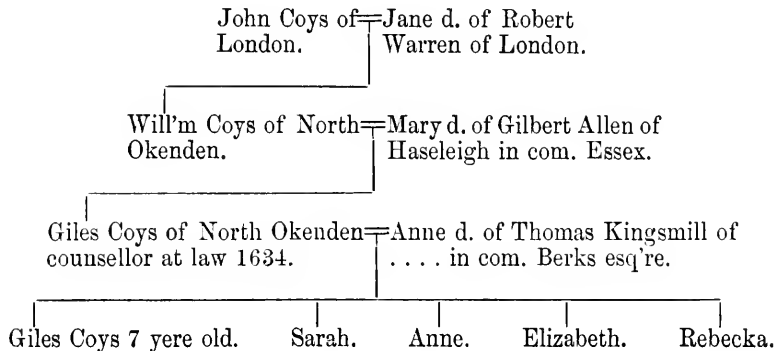 John Coys of═Jane d. of Robert
London. Warren of London.
Will'm Coys of North═Mary d. of Gilbert Allen of
Okenden. Haseleigh in com. Essex.
Giles Coys of North Okenden═Anne d. of Thomas Kingsmill of
counsellor at law 1634. . . . . in com. Berks esq're.
Giles Coys 7 yere old. Sarah. Anne. Elizabeth. Rebecka.